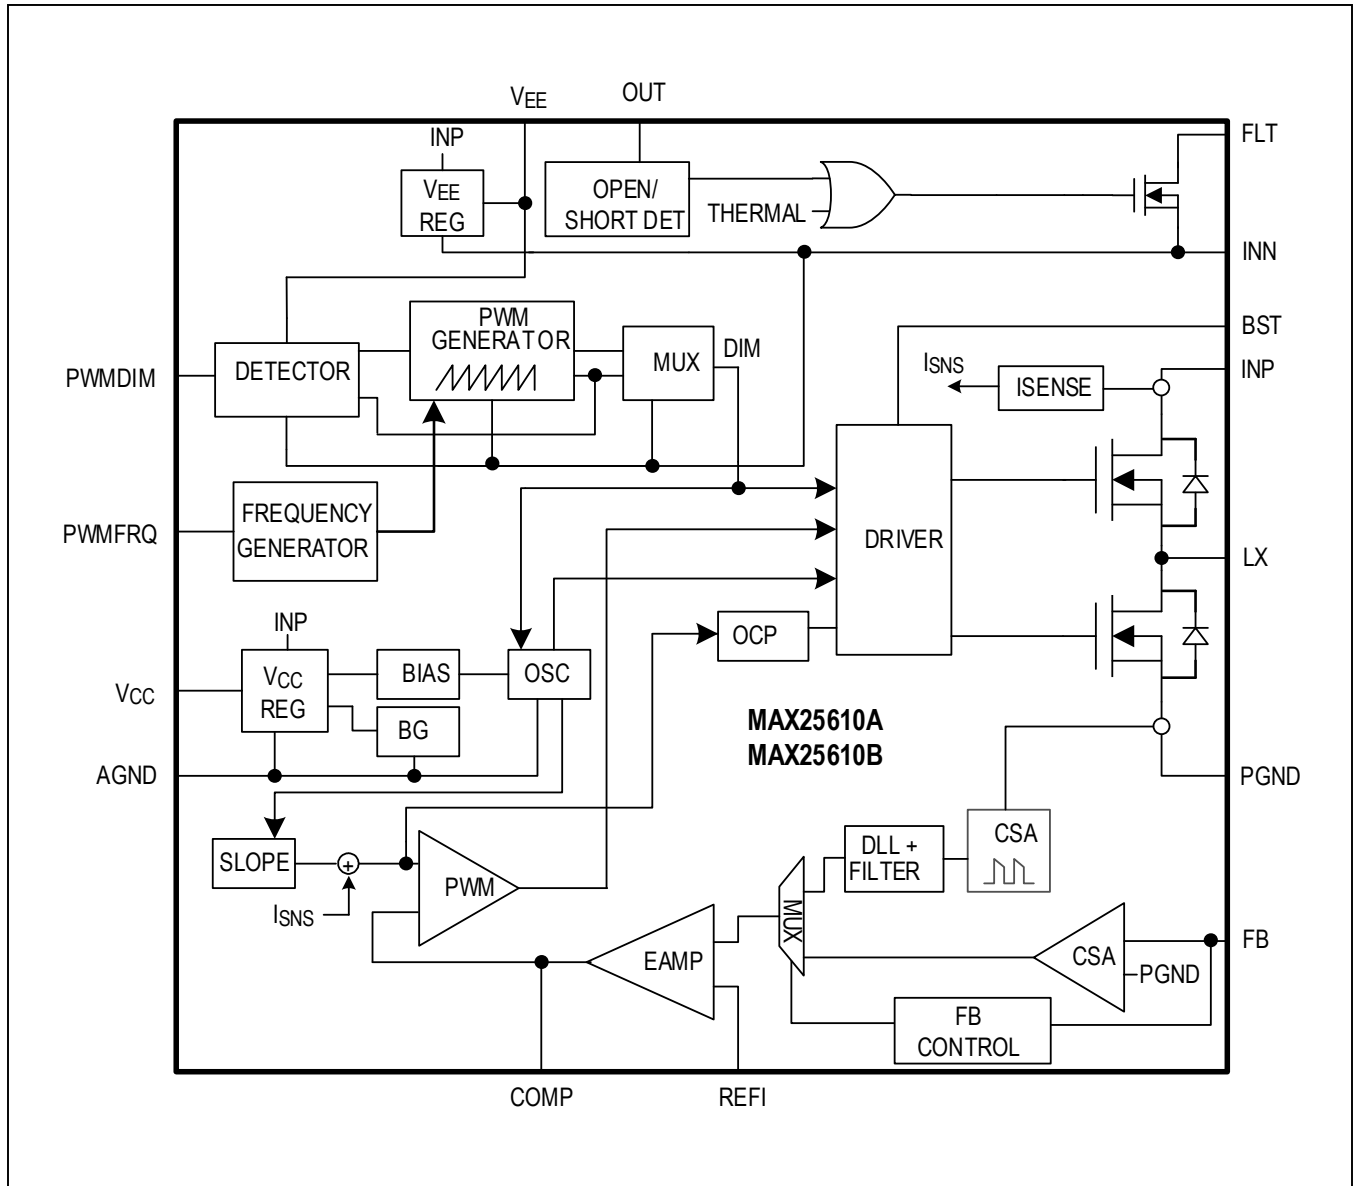 VEE
OUT
INP
FLT
VEE
REG
OPEN/
SHORT DET
THERMAL
INN
PWM
GENERATOR
BST
DIM
MUX
PWMDIM
DETECTOR
ISNS
ISENSE
INP
PWMFRQ
FREQUENCY
GENERATOR
DRIVER
LX
INP
OCP
VCC
VCC
REG
BIAS
OSC
BG
MAX25610A
MAX25610B
AGND
PGND
SLOPE
+
ISNS
PWM
DLL +
FILTER
CSA
MUX
EAMP
CSA
FB
PGND
FB
CONTROL
COMP
REFI